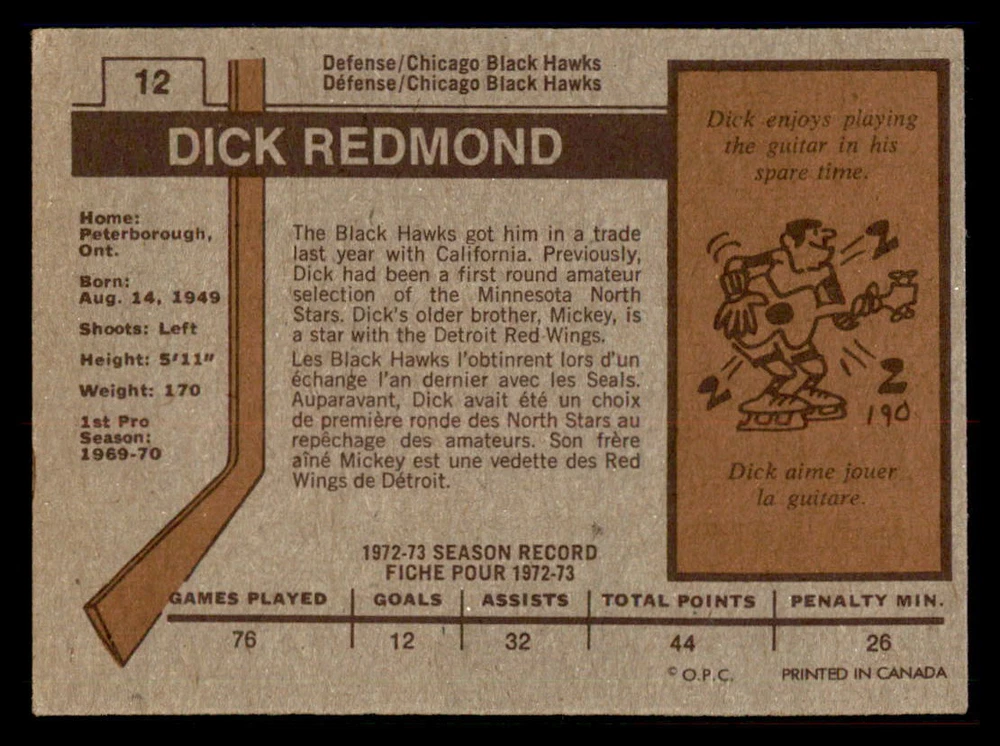 12
Defense/Chicago Black Hawks
Défense/Chicago Black Hawks
DICK REDMOND
Home:
Peterborough,
Ont.
Born:
Aug. 14, 1949
Shoots: Left
Height: 5'11"
Weight: 170
1st Pro
Season:
1969-70
The Black Hawks got him in a trade
last year with California. Previously,
Dick had been a first round amateur
selection of the Minnesota North
Stars. Dick's older brother, Mickey, is
a star with the Detroit Red Wings.
Les Black Hawks l'obtinrent lors d'un
échange l'an dernier avec les Seals.
Auparavant, Dick avait été un choix
de première ronde des North Stars au
repêchage des amateurs. Son frère
aîné Mickey est une vedette des Red
Wings de Détroit.
Dick enjoys playing
the guitar in his
spare time.
190
Dick aime jouer
la guitare.
1972-73 SEASON RECORD
FICHE POUR 1972-73
GAMES PLAYED GOALS ASSISTS TOTAL POINTS PENALTY MIN.
76 12 32 44 26
© O.P.C. PRINTED IN CANADA